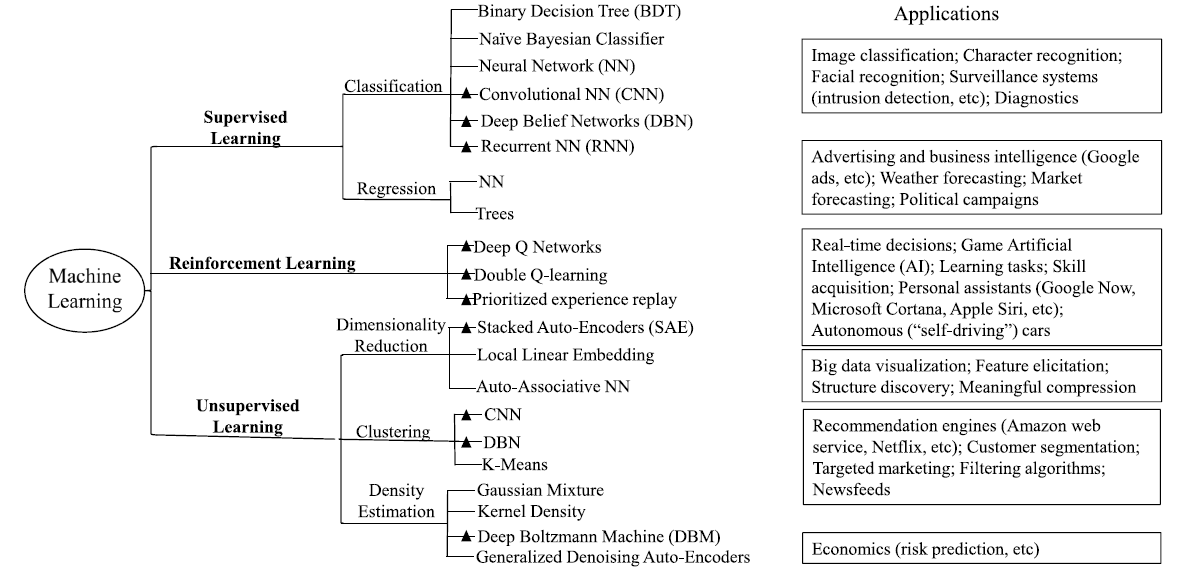 Applications
Binary Decision Tree (BDT)
Naïve Bayesian Classifier
Neural Network (NN)
Classification
▲ Convolutional NN (CNN)
▲ Deep Belief Networks (DBN)
▲ Recurrent NN (RNN)
Image classification; Character recognition;
Facial recognition; Surveillance systems
(intrusion detection, etc); Diagnostics
Supervised
Learning
Regression
NN
Trees
Advertising and business intelligence (Google
ads, etc); Weather forecasting; Market
forecasting; Political campaigns
Machine
Learning
Reinforcement Learning
▲ Deep Q Networks
▲ Double Q-learning
▲ Prioritized experience replay
Real-time decisions; Game Artificial
Intelligence (AI); Learning tasks; Skill
acquisition; Personal assistants (Google Now,
Microsoft Cortana, Apple Siri, etc);
Autonomous (“self-driving”) cars
Dimensionality
Reduction
▲ Stacked Auto-Encoders (SAE)
Local Linear Embedding
Auto-Associative NN
Big data visualization; Feature elicitation;
Structure discovery; Meaningful compression
Unsupervised
Learning
Clustering
▲ CNN
▲ DBN
K-Means
Recommendation engines (Amazon web
service, Netflix, etc); Customer segmentation;
Targeted marketing; Filtering algorithms;
Newsfeeds
Density
Estimation
Gaussian Mixture
Kernel Density
▲ Deep Boltzmann Machine (DBM)
Generalized Denoising Auto-Encoders
Economics (risk prediction, etc)